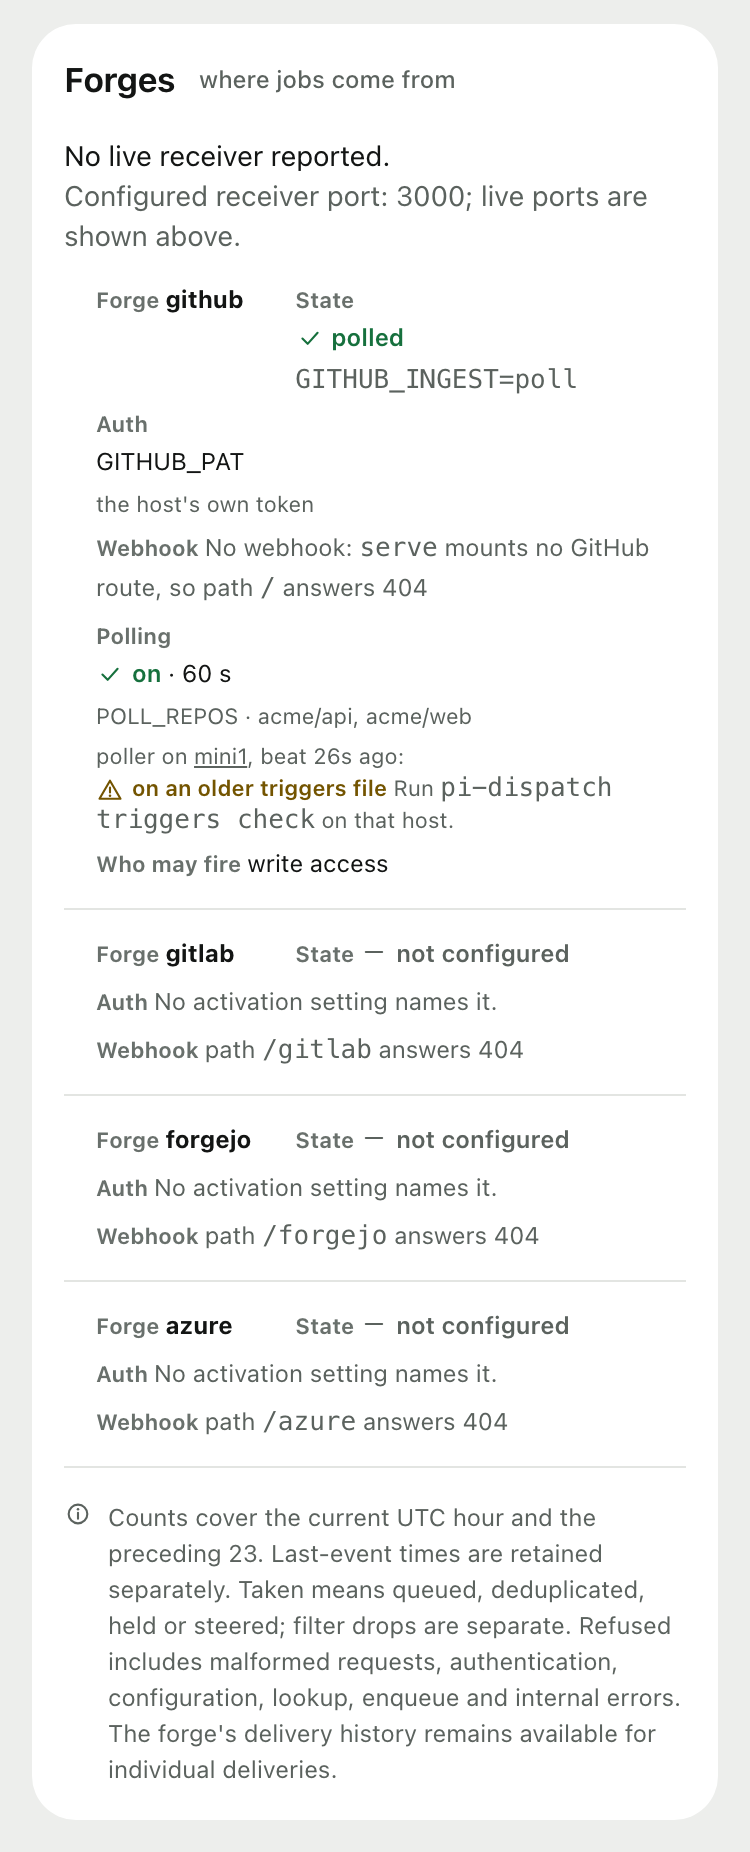 Forges where jobs come from
No live receiver reported.
Configured receiver port: 3000; live ports are
shown above.
Forge github State
✓ polled
GITHUB_INGEST=poll
Auth
GITHUB_PAT
the host's own token
Webhook No webhook: serve mounts no GitHub
route, so path / answers 404
Polling
✓ on · 60 s
POLL_REPOS · acme/api, acme/web
poller on mini1, beat 26s ago:
⚠ on an older triggers file Run pi-dispatch
triggers check on that host.
Who may fire write access
Forge gitlab State — not configured
Auth No activation setting names it.
Webhook path /gitlab answers 404
Forge forgejo State — not configured
Auth No activation setting names it.
Webhook path /forgejo answers 404
Forge azure State — not configured
Auth No activation setting names it.
Webhook path /azure answers 404
Counts cover the current UTC hour and the
preceding 23. Last-event times are retained
separately. Taken means queued, deduplicated,
held or steered; filter drops are separate. Refused
includes malformed requests, authentication,
configuration, lookup, enqueue and internal errors.
The forge's delivery history remains available for
individual deliveries.